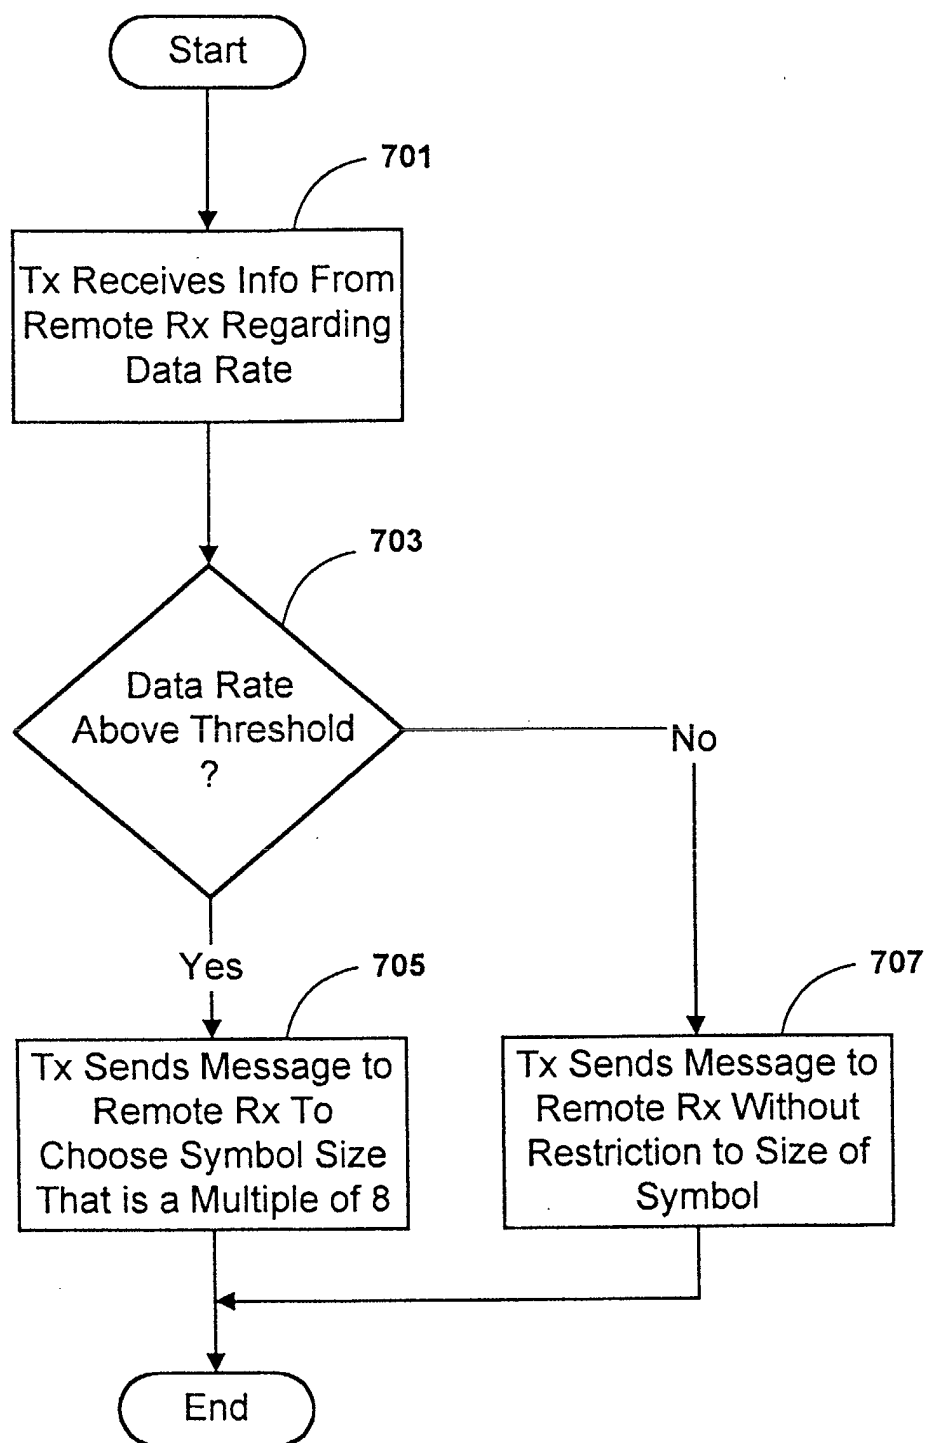 Start
701
Tx Receives Info From
Remote Rx Regarding
Data Rate
703
Data Rate
Above Threshold
?
No
Yes
705
707
Tx Sends Message to
Remote Rx To
Choose Symbol Size
That is a Multiple of 8
Tx Sends Message to
Remote Rx Without
Restriction to Size of
Symbol
End